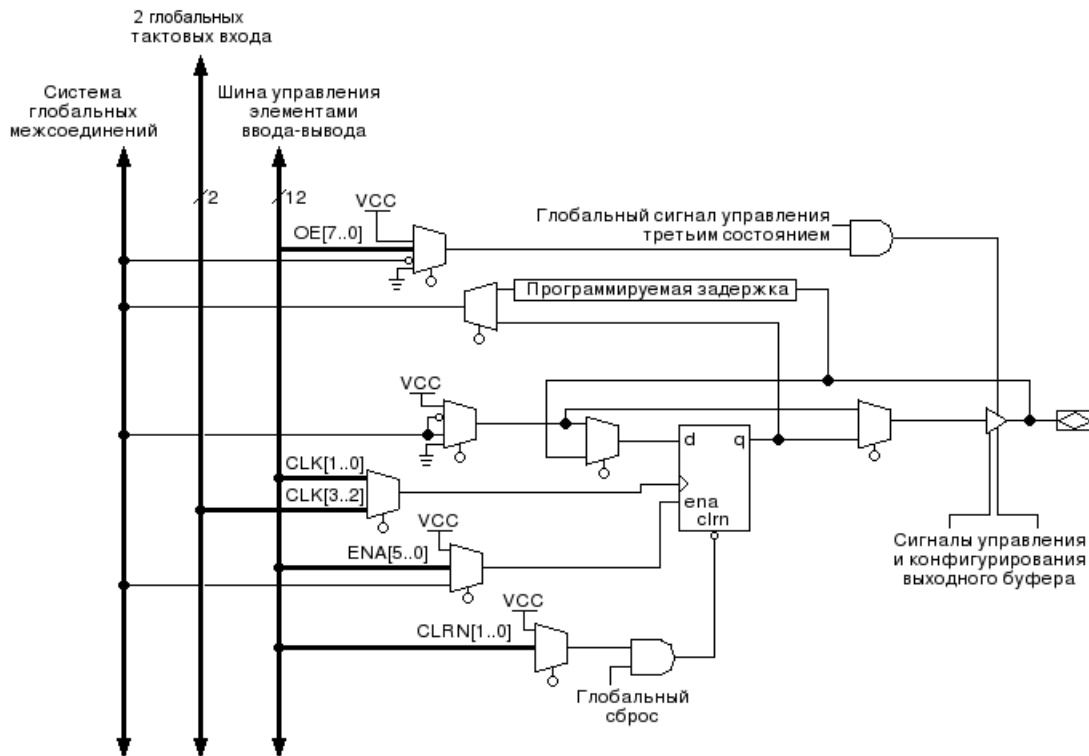 2 глобальных
тактовых входа
Система
глобальных
межсоединений
Шина управления
элементами
ввода-вывода
2
12
VCC
OE[7..0]
Глобальный сигнал управления
третьим состоянием
Программируемая задержка
VCC
d q
ena
clrn
CLK[1..0]
CLK[3..2]
VCC
ENA[5..0]
VCC
CLRN[1..0]
Глобальный
сброс
Сигналы управления
и конфигурирования
выходного буфера